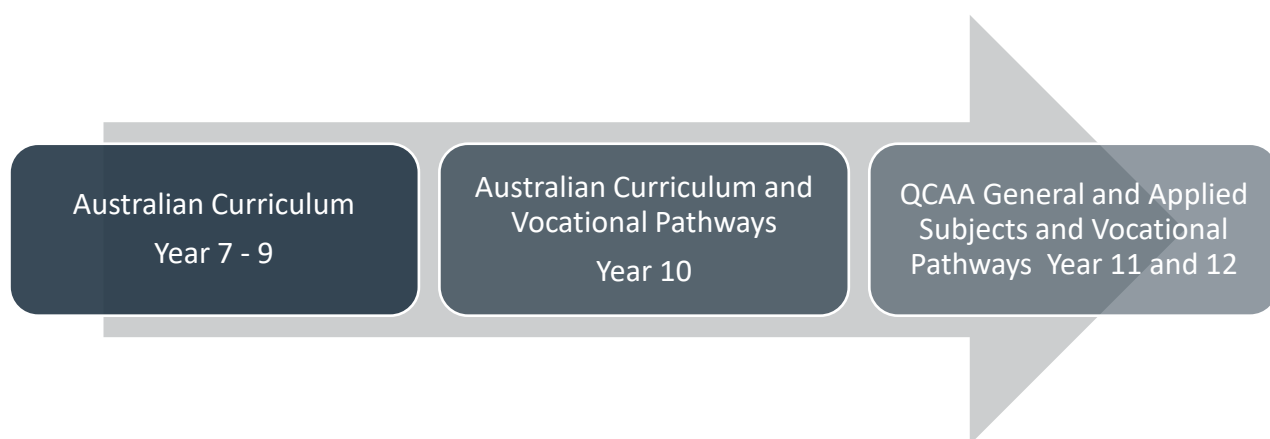 Australian Curriculum
Year 7 - 9
Australian Curriculum and
Vocational Pathways
Year 10
QCAA General and Applied
Subjects and Vocational
Pathways  Year 11 and 12